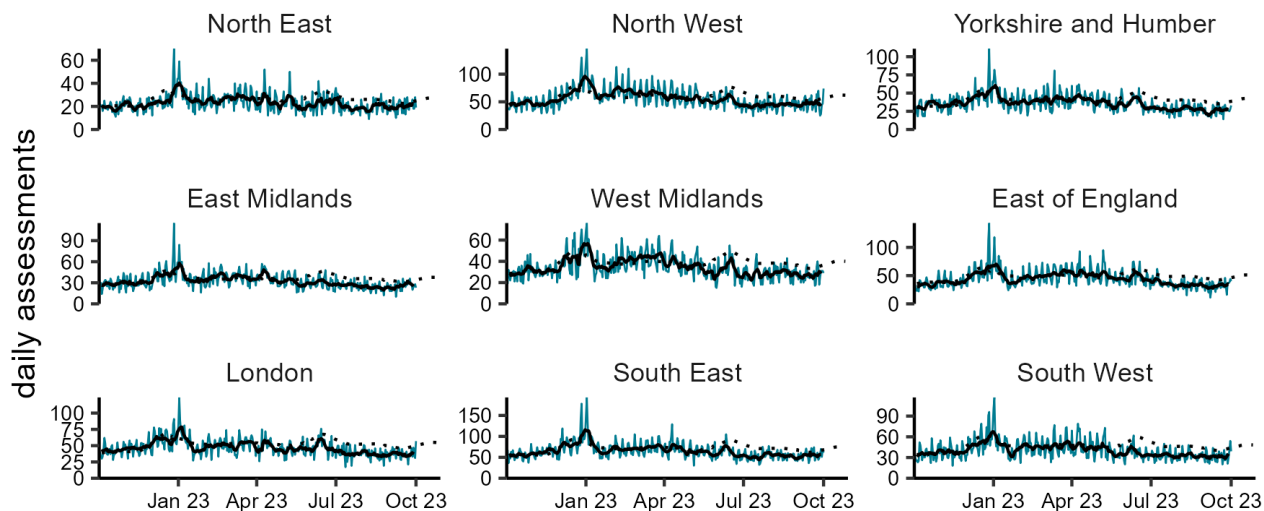 North East North West Yorkshire and Humber
60 100 100
40 50 75
20 0 50
0 25
0
daily assessments
East Midlands West Midlands East of England
90 60 100
60 40 50
30 20 0
0 0
London South East South West
100 150 90
75 100 60
50 50 30
25 0 0
0
Jan 23 Apr 23 Jul 23 Oct 23 Jan 23 Apr 23 Jul 23 Oct 23 Jan 23 Apr 23 Jul 23 Oct 23